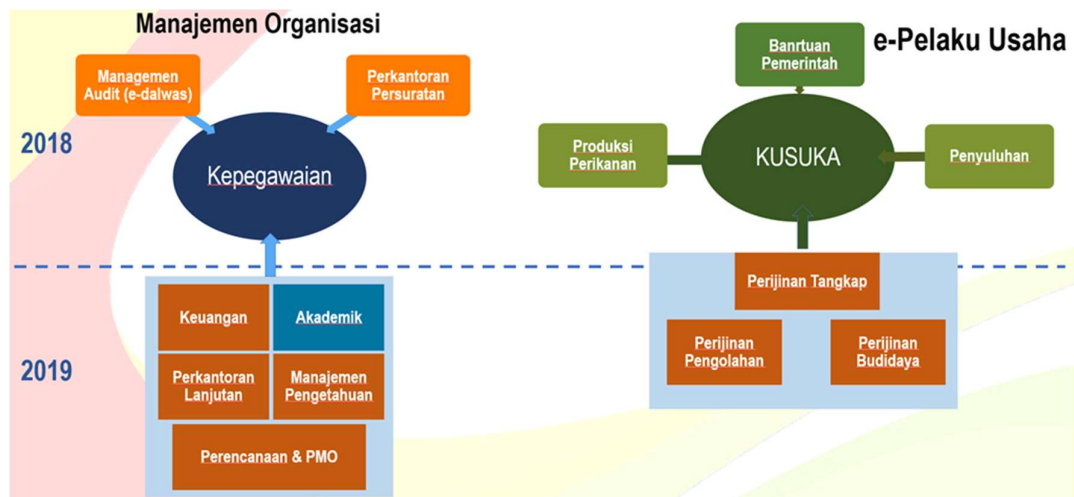 Manajemen Organisasi
e-Pelaku Usaha
2018
Managemen
Audit (e-dalwas)
Perkantoran
Persuratan
Kepegawaian
Banrtuan
Pemerintah
Produksi
Perikanan
KUSUKA
Penyuluhan
2019
Keuangan
Akademik
Perkantoran
Lanjutan
Manajemen
Pengetahuan
Perencanaan & PMO
Perijinan Tangkap
Perijinan
Pengolahan
Perijinan
Budidaya